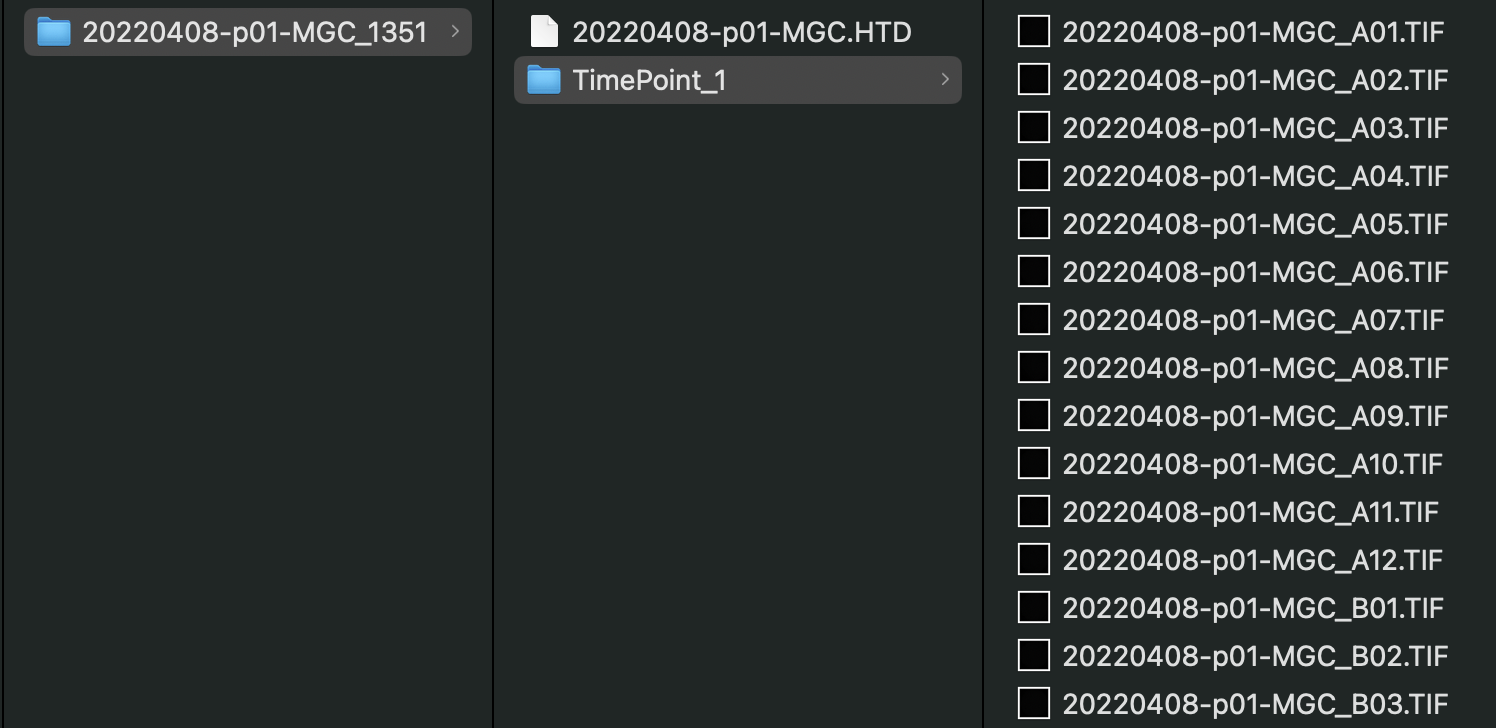 20220408-p01-MGC_1351
20220408-p01-MGC.HTD
TimePoint_1
20220408-p01-MGC_A01.TIF
20220408-p01-MGC_A02.TIF
20220408-p01-MGC_A03.TIF
20220408-p01-MGC_A04.TIF
20220408-p01-MGC_A05.TIF
20220408-p01-MGC_A06.TIF
20220408-p01-MGC_A07.TIF
20220408-p01-MGC_A08.TIF
20220408-p01-MGC_A09.TIF
20220408-p01-MGC_A10.TIF
20220408-p01-MGC_A11.TIF
20220408-p01-MGC_A12.TIF
20220408-p01-MGC_B01.TIF
20220408-p01-MGC_B02.TIF
20220408-p01-MGC_B03.TIF